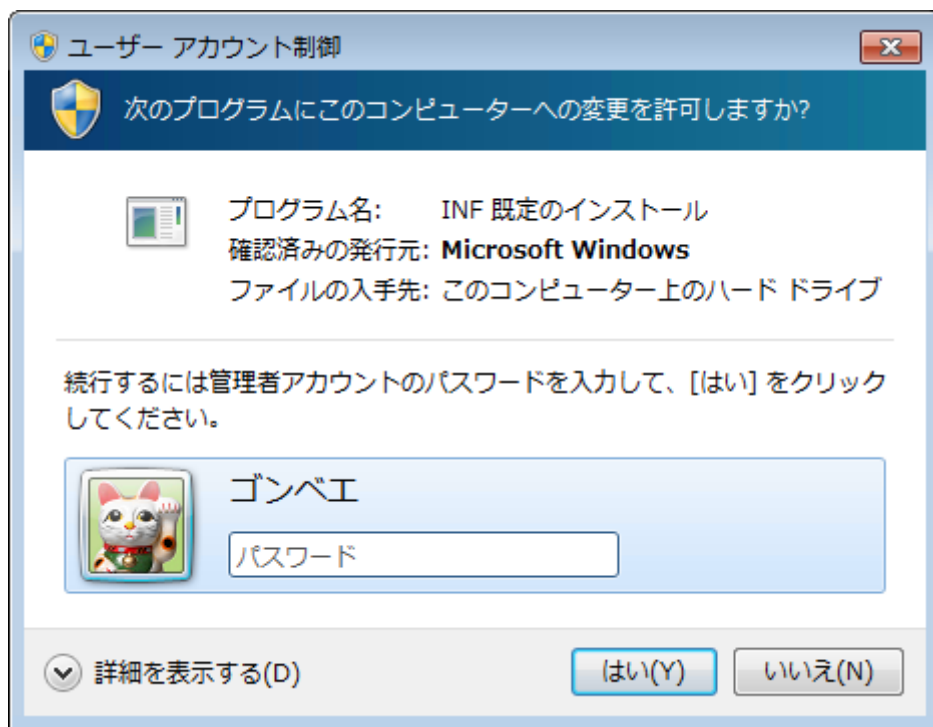 ユーザー アカウント制御
次のプログラムにこのコンピューターへの変更を許可しますか?
プログラム名: INF 既定のインストール
確認済みの発行元: Microsoft Windows
ファイルの入手先: このコンピューター上のハード ドライブ
続行するには管理者アカウントのパスワードを入力して、[はい] をクリック
してください。
ゴンベエ
パスワード
詳細を表示する(D)
はい(Y)
いいえ(N)